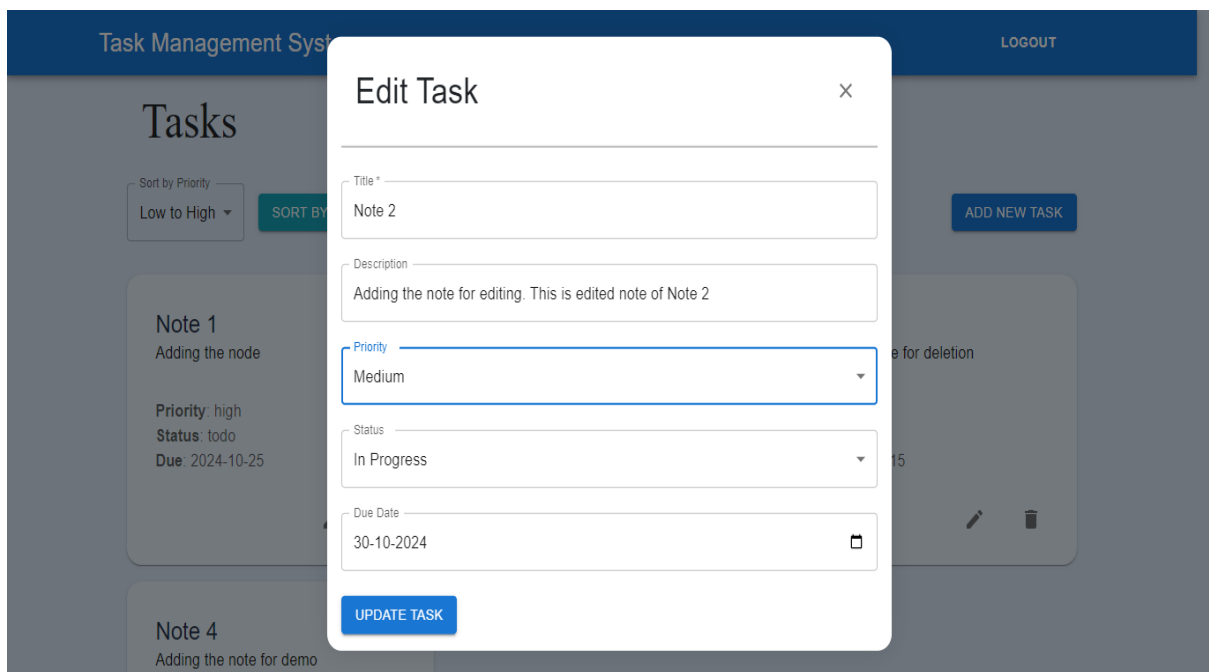 Task Management Syst
LOGOUT
Tasks
Sort by Priority
Low to High
SORT BY
ADD NEW TASK
Note 1
Adding the node
Priority: high
Status: todo
Due: 2024-10-25
e for deletion
15
Note 4
Adding the note for demo
Edit Task
Title *
Note 2
Description
Adding the note for editing. This is edited note of Note 2
Priority
Medium
Status
In Progress
Due Date
30-10-2024
UPDATE TASK